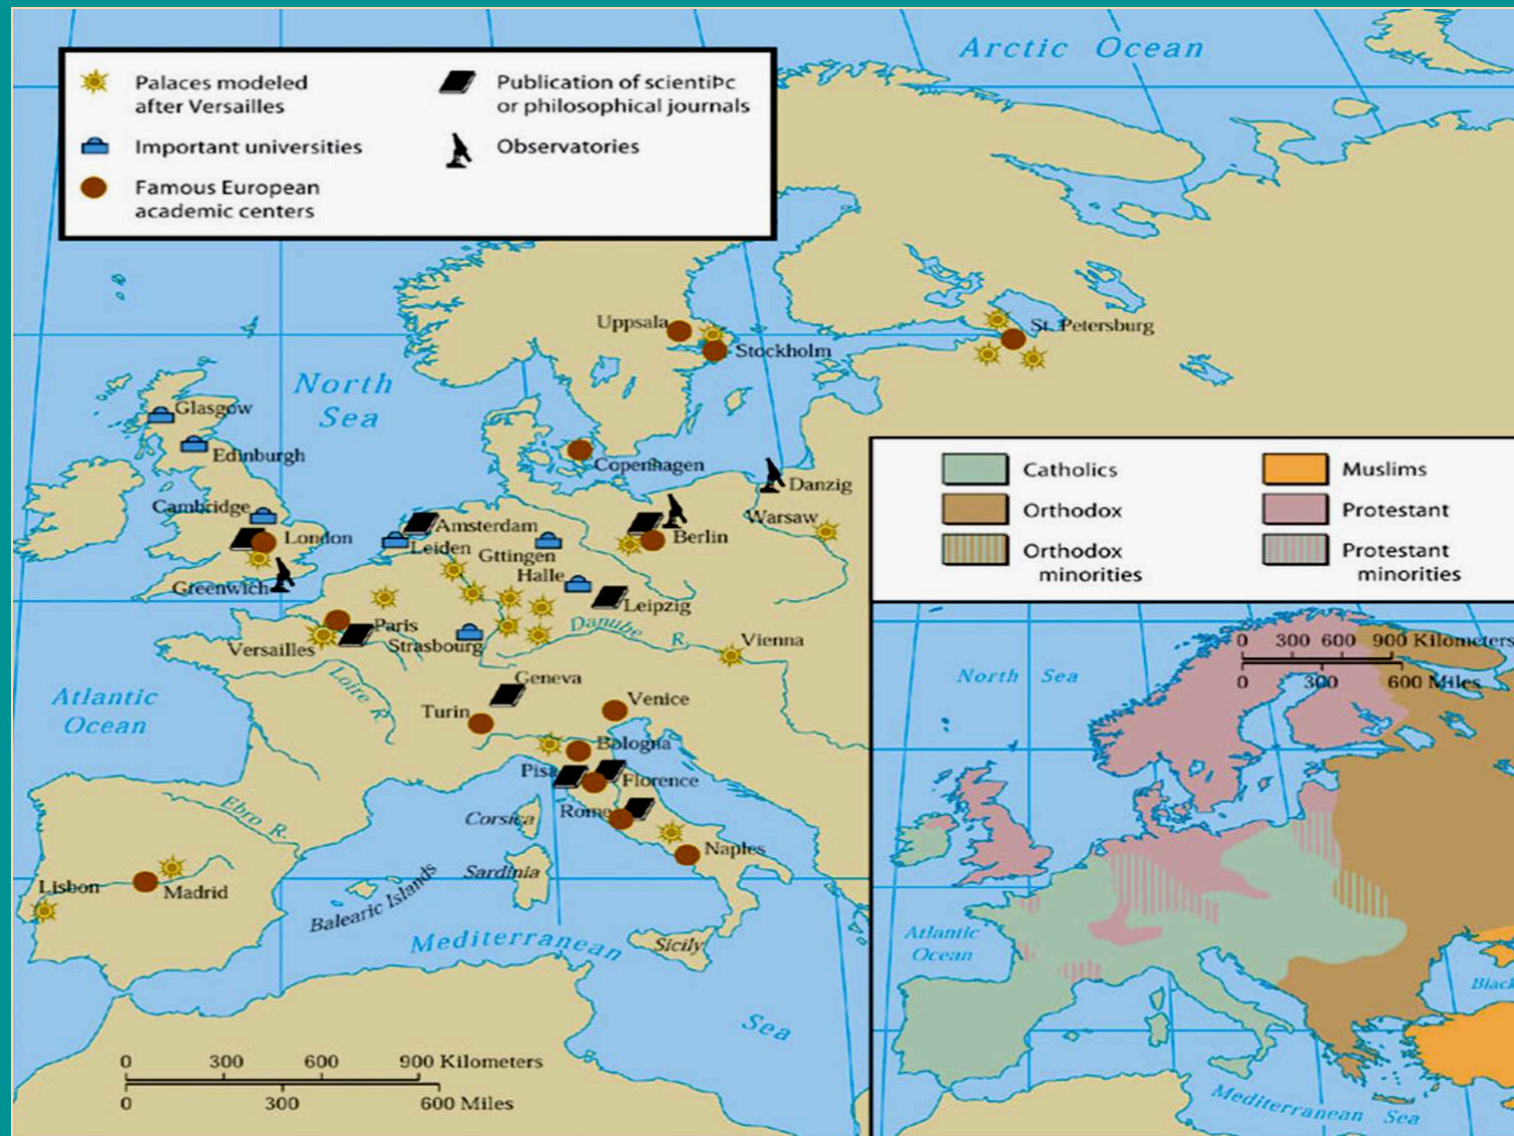 Arctic Ocean
Palaces modeled
after Versailles
Important universities
Famous European
academic centers
Publication of scientiÞc
or philosophical journals
Observatories
Uppsala
Stockholm
St. Petersburg
North
Sea
Glasgow
Edinburgh
Copenhagen
Danzig
Cambridge
Warsaw
London
Amsterdam
Berlin
Leiden
Gttingen
Greenwich
Halle
Leipzig
Paris
Danube R.
Versailles
Strasbourg
Vienna
Loire R.
Geneva
Atlantic
Ocean
Turin
Venice
Bologna
Pisa
Florence
Ebro R.
Corsica
Rome
Naples
Lisbon
Madrid
Sardinia
Balearic Islands
Mediterranean
Sicily
Sea
0 300 600 900 Kilometers
0 300 600 Miles
Catholics
Orthodox
Orthodox
minorities
Muslims
Protestant
Protestant
minorities
0 300 600 900 Kilometers
0 300 600 Miles
North Sea
Atlantic
Ocean
Black
Mediterranean Sea